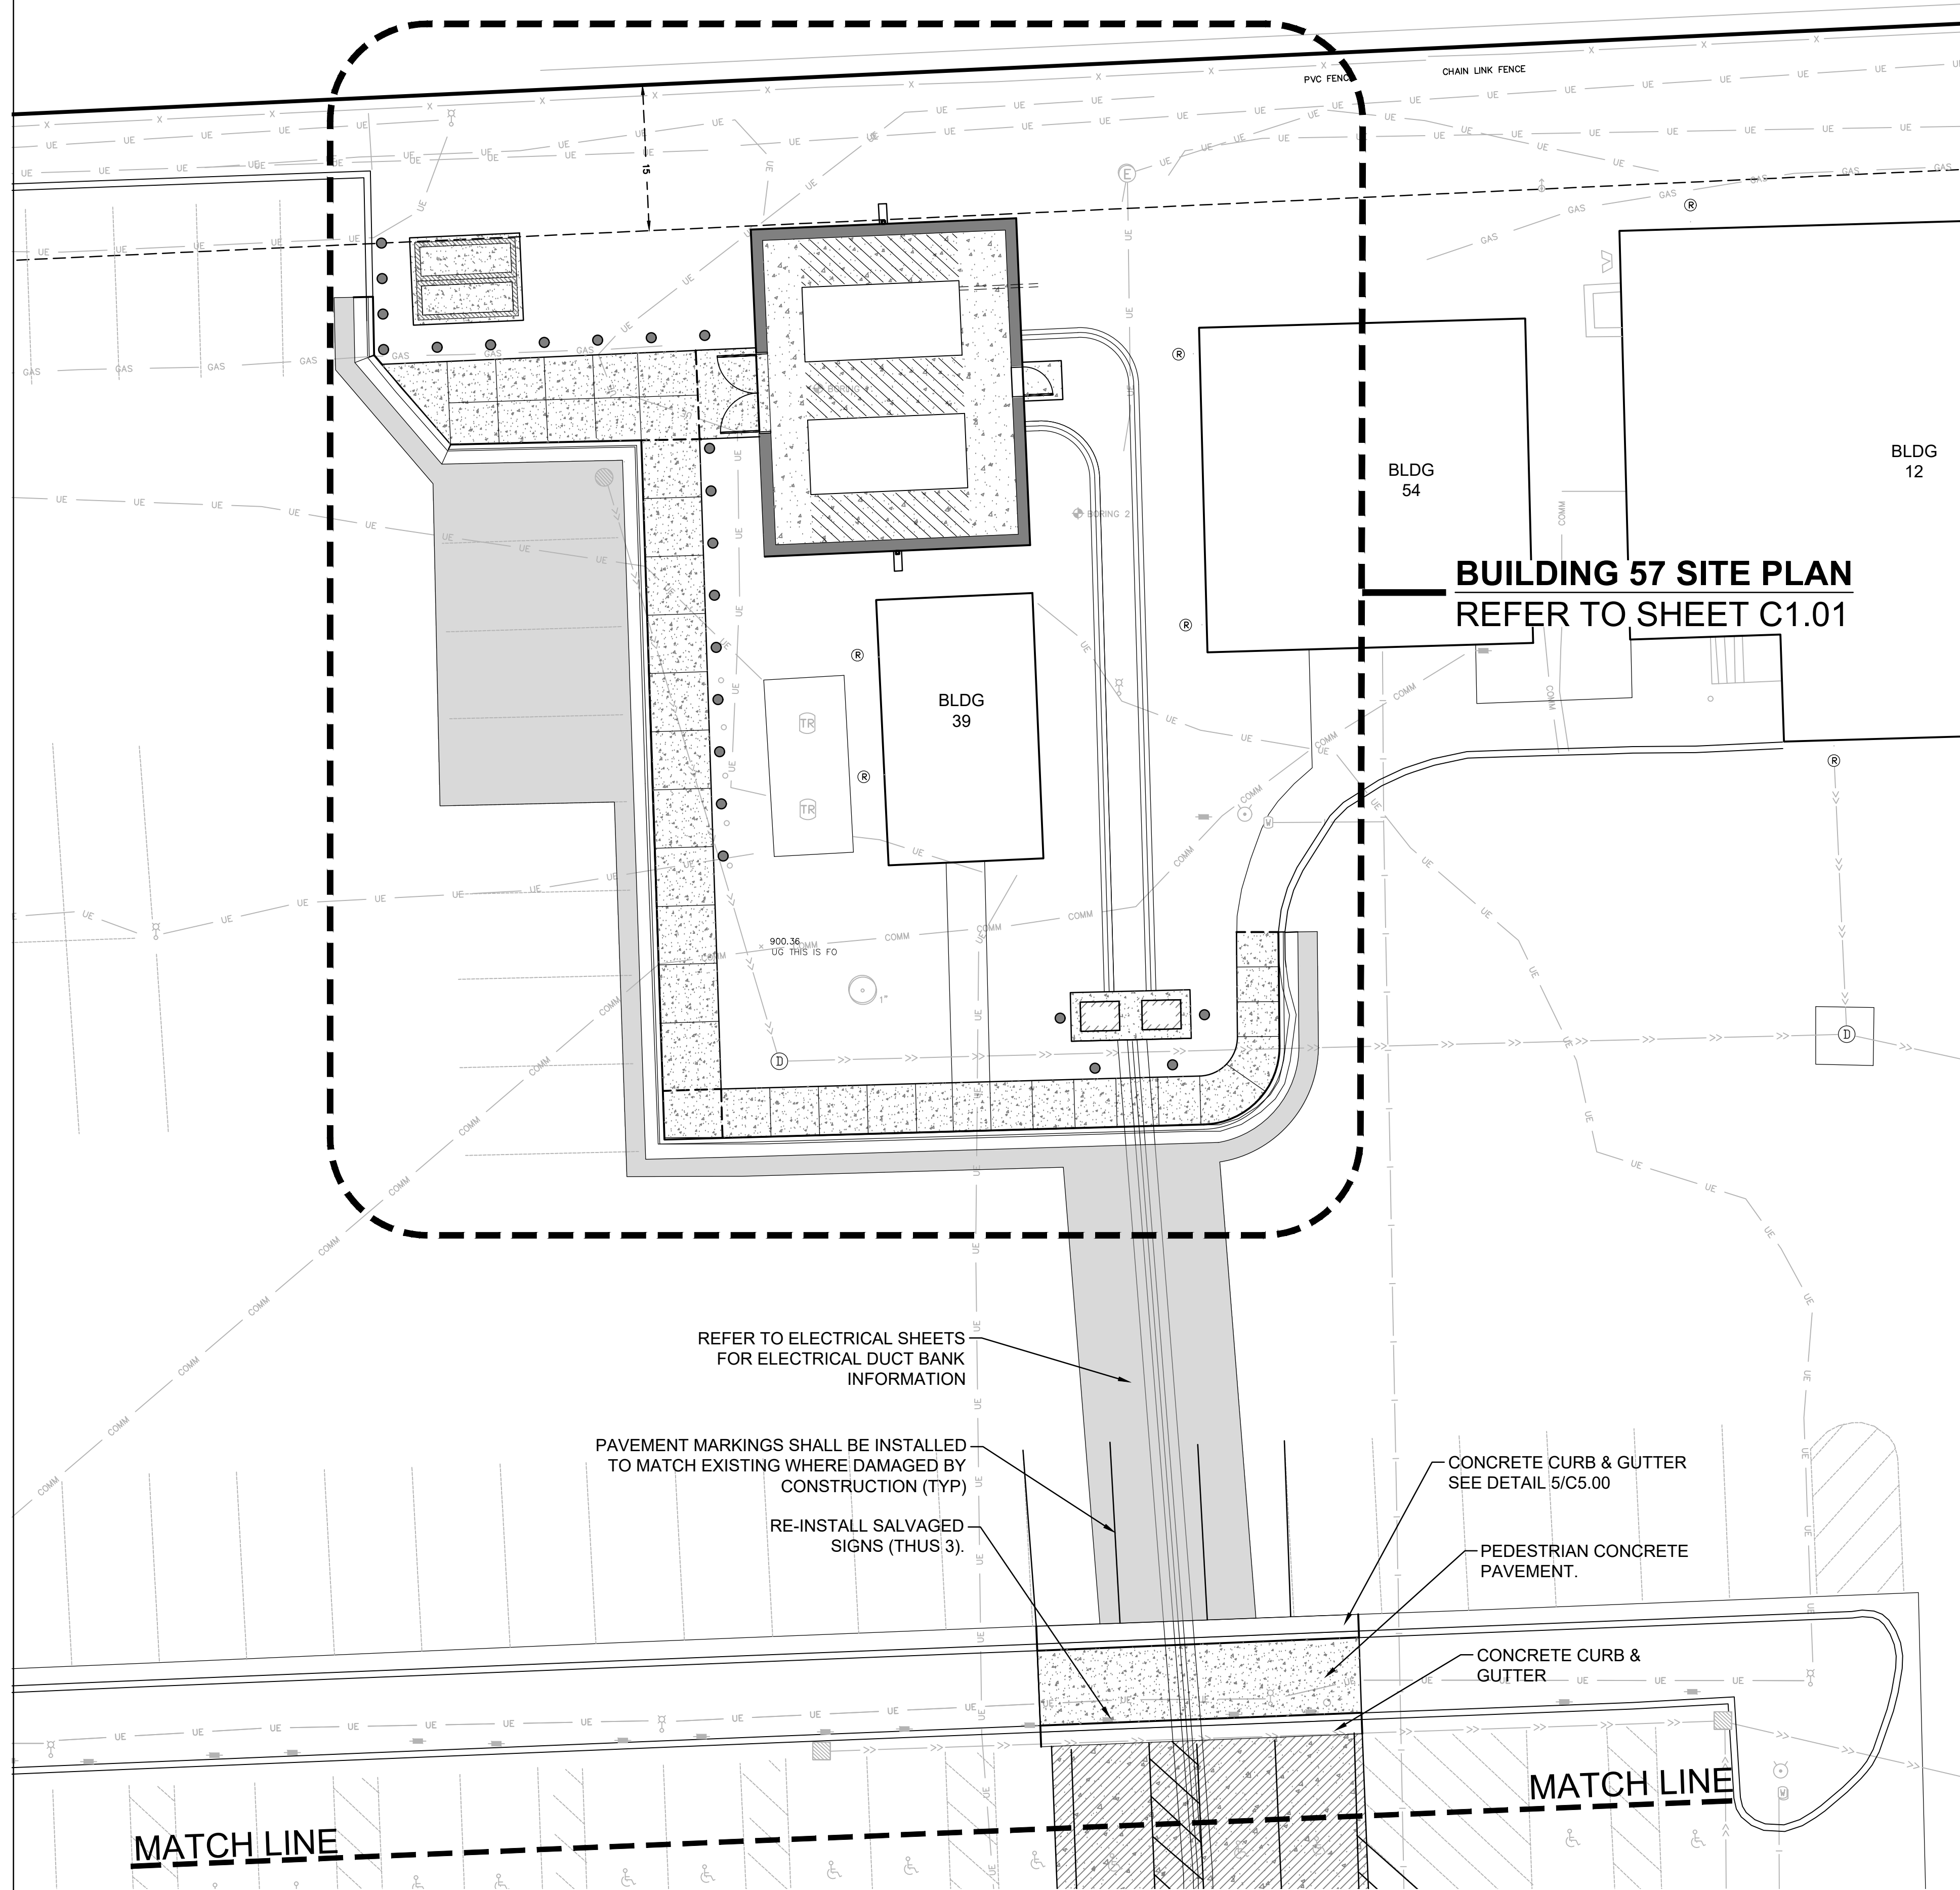 PVC FENCE
CHAIN LINK FENCE
15
BORING 2
BLDG
54
BLDG
12
BUILDING 57 SITE PLAN
REFER TO SHEET C1.01
BLDG
39
TR
TR
900.36
UG THIS IS FO
1"
REFER TO ELECTRICAL SHEETS
FOR ELECTRICAL DUCT BANK
INFORMATION
PAVEMENT MARKINGS SHALL BE INSTALLED
TO MATCH EXISTING WHERE DAMAGED BY
CONSTRUCTION (TYP)
RE-INSTALL SALVAGED
SIGNS (THUS 3).
CONCRETE CURB & GUTTER
SEE DETAIL 5/C5.00
PEDESTRIAN CONCRETE
PAVEMENT.
CONCRETE CURB &
GUTTER
MATCH LINE
MATCH LINE
UE
GAS
COMM
E
R
D
W